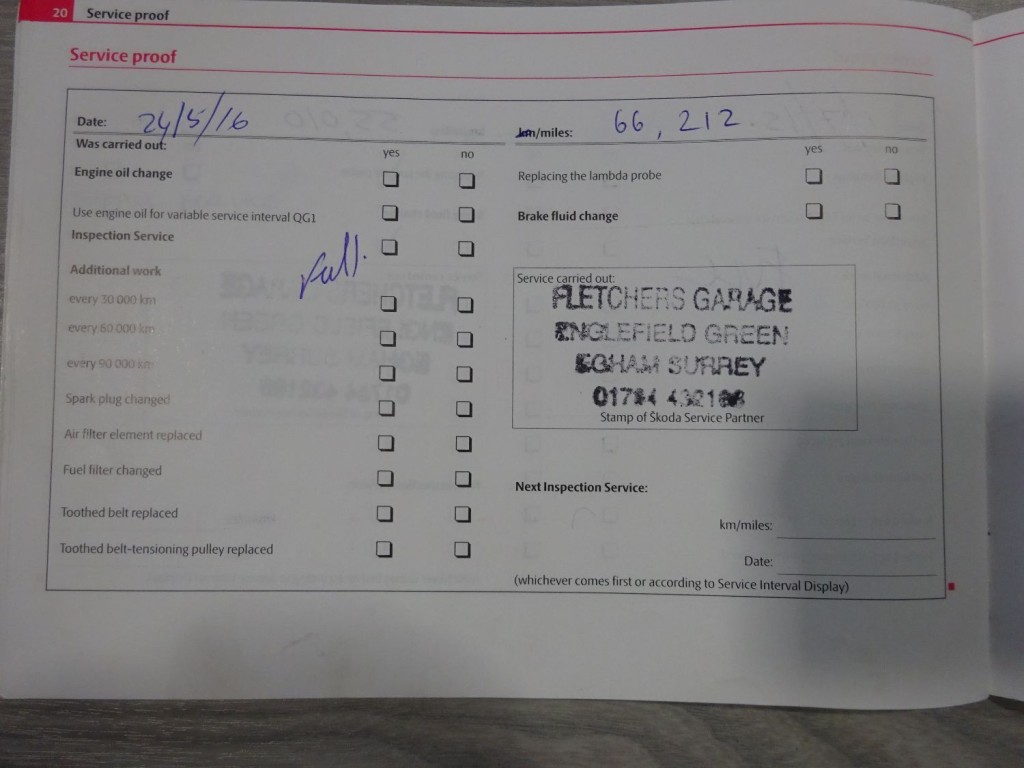 20 Service proof
Service proof
Date: 24/5/16
km/miles: 66,212
Was carried out:
yes no
yes no
Engine oil change
Replacing the lambda probe
Use engine oil for variable service interval QG1
Brake fluid change
Inspection Service
full.
Additional work
every 30 000 km
every 60 000 km
every 90 000 km
Spark plug changed
Air filter element replaced
Fuel filter changed
Toothed belt replaced
Toothed belt-tensioning pulley replaced
Service carried out:
FLETCHERS GARAGE
ENGLEFIELD GREEN
EGHAM SURREY
01784 432186
Stamp of Škoda Service Partner
Next Inspection Service:
km/miles:
Date:
(whichever comes first or according to Service Interval Display)